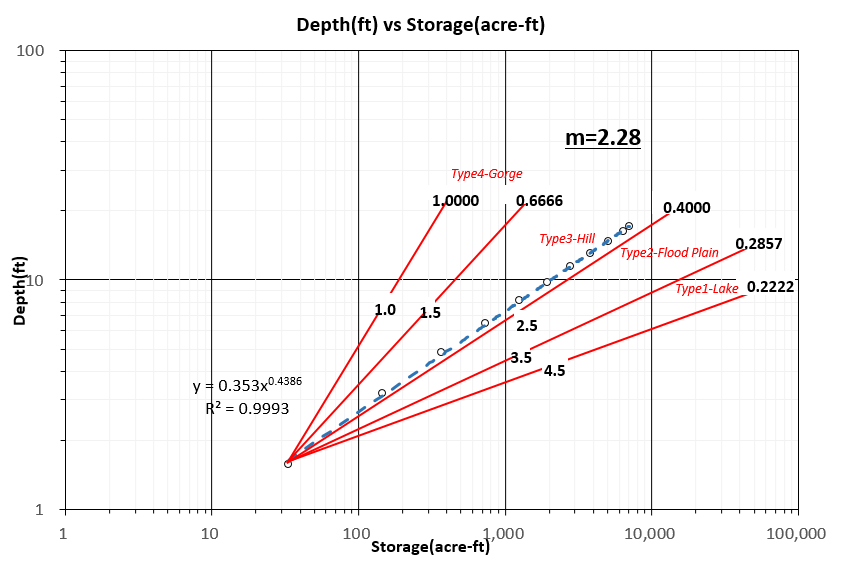 Depth(ft) vs Storage(acre-ft)
100
m=2.28
Type4-Gorge
1.0000
0.6666
0.4000
Type3-Hill
0.2857
Type2-Flood Plain
10
Type1-Lake
0.2222
Depth(ft)
1.0
1.5
2.5
3.5
4.5
y = 0.353x^0.4386
R² = 0.9993
1
1
10
100
1,000
10,000
100,000
Storage(acre-ft)